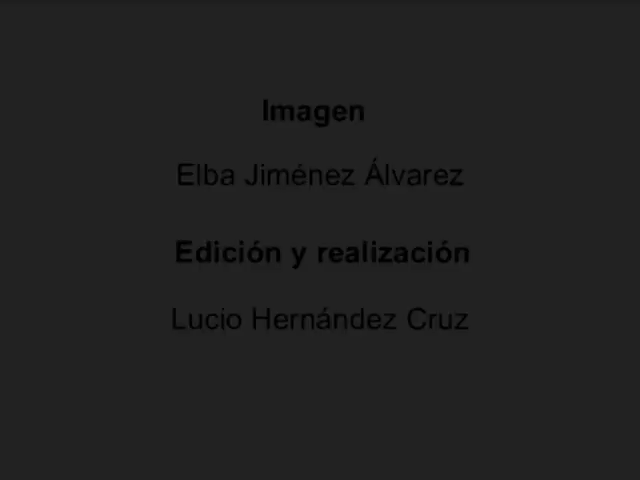 Imagen
Elba Jiménez Álvarez
Edición y realización
Lucio Hernández Cruz